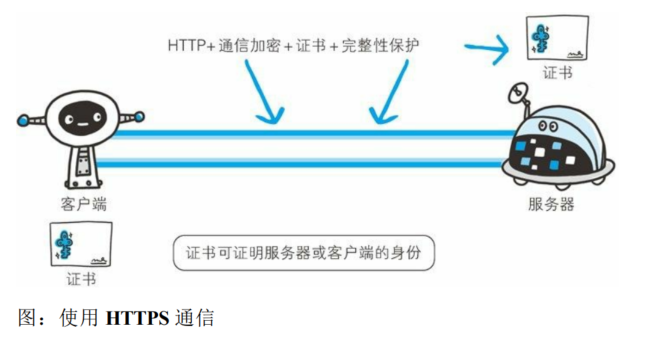 HTTP+通信加密+证书+完整性保护
证书
客户端
服务器
证书
证书可证明服务器或客户端的身份
图：使用 HTTPS 通信